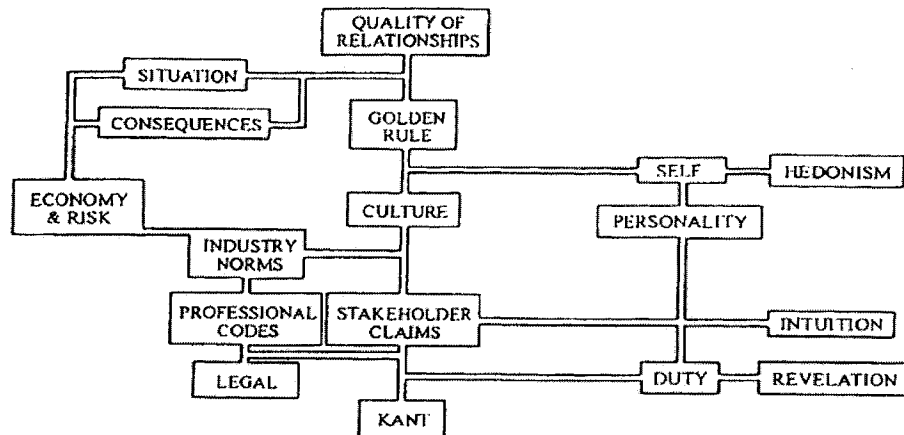 QUALITY OF
RELATIONSHIPS
SITUATION
CONSEQUENCES
GOLDEN
RULE
SELF
HEDONISM
ECONOMY
& RISK
CULTURE
PERSONALITY
INDUSTRY
NORMS
PROFESSIONAL
CODES
STAKEHOLDER
CLAIMS
INTUITION
LEGAL
DUTY
REVELATION
KANT